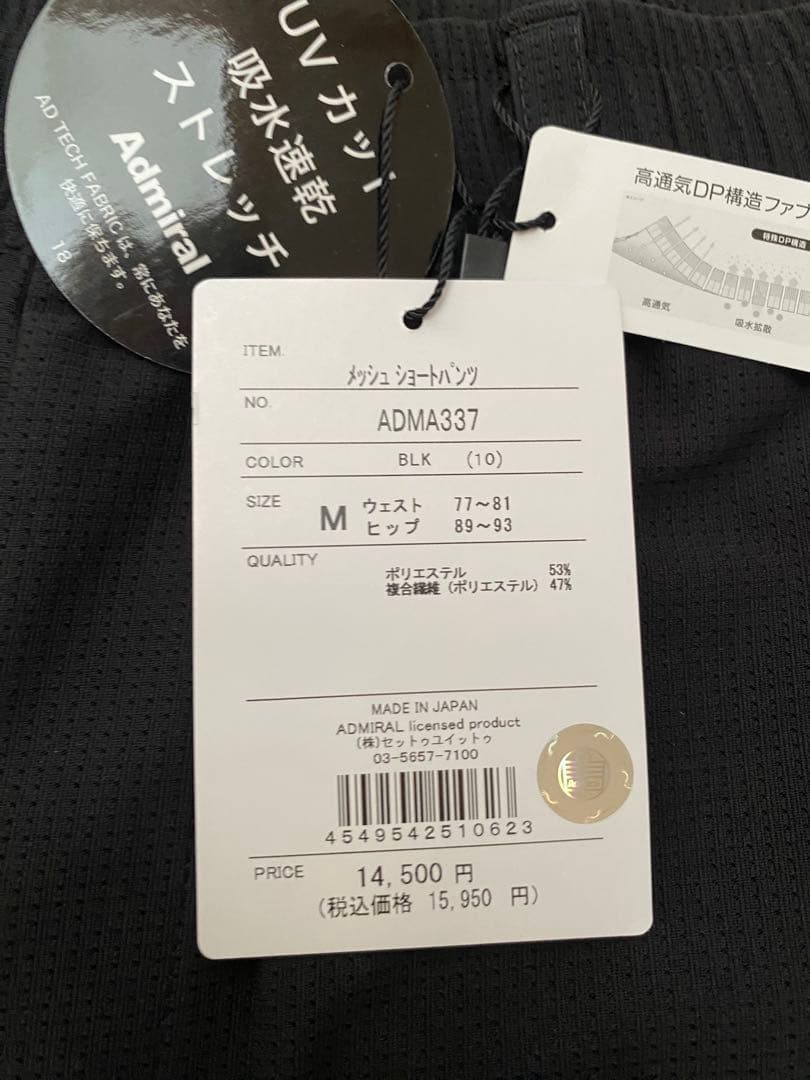 UV カット
吸水速乾
ストレッチ
Admiral
AD TECH FABRIC は、常にあなたを
快適に保ちます。
18
高通気DP構造ファブ
特殊DP構造
高通気
吸水拡散
ITEM.
メッシュ ショートパンツ
NO.
ADMA337
COLOR BLK (10)
SIZE M ウェスト 77～81
ヒップ 89～93
QUALITY
ポリエステル 53%
複合繊維 (ポリエステル) 47%
MADE IN JAPAN
ADMIRAL licensed product
(株)セットゥユイットゥ
03-5657-7100
4549542510623
PRICE 14,500 円
(税込価格 15,950 円)